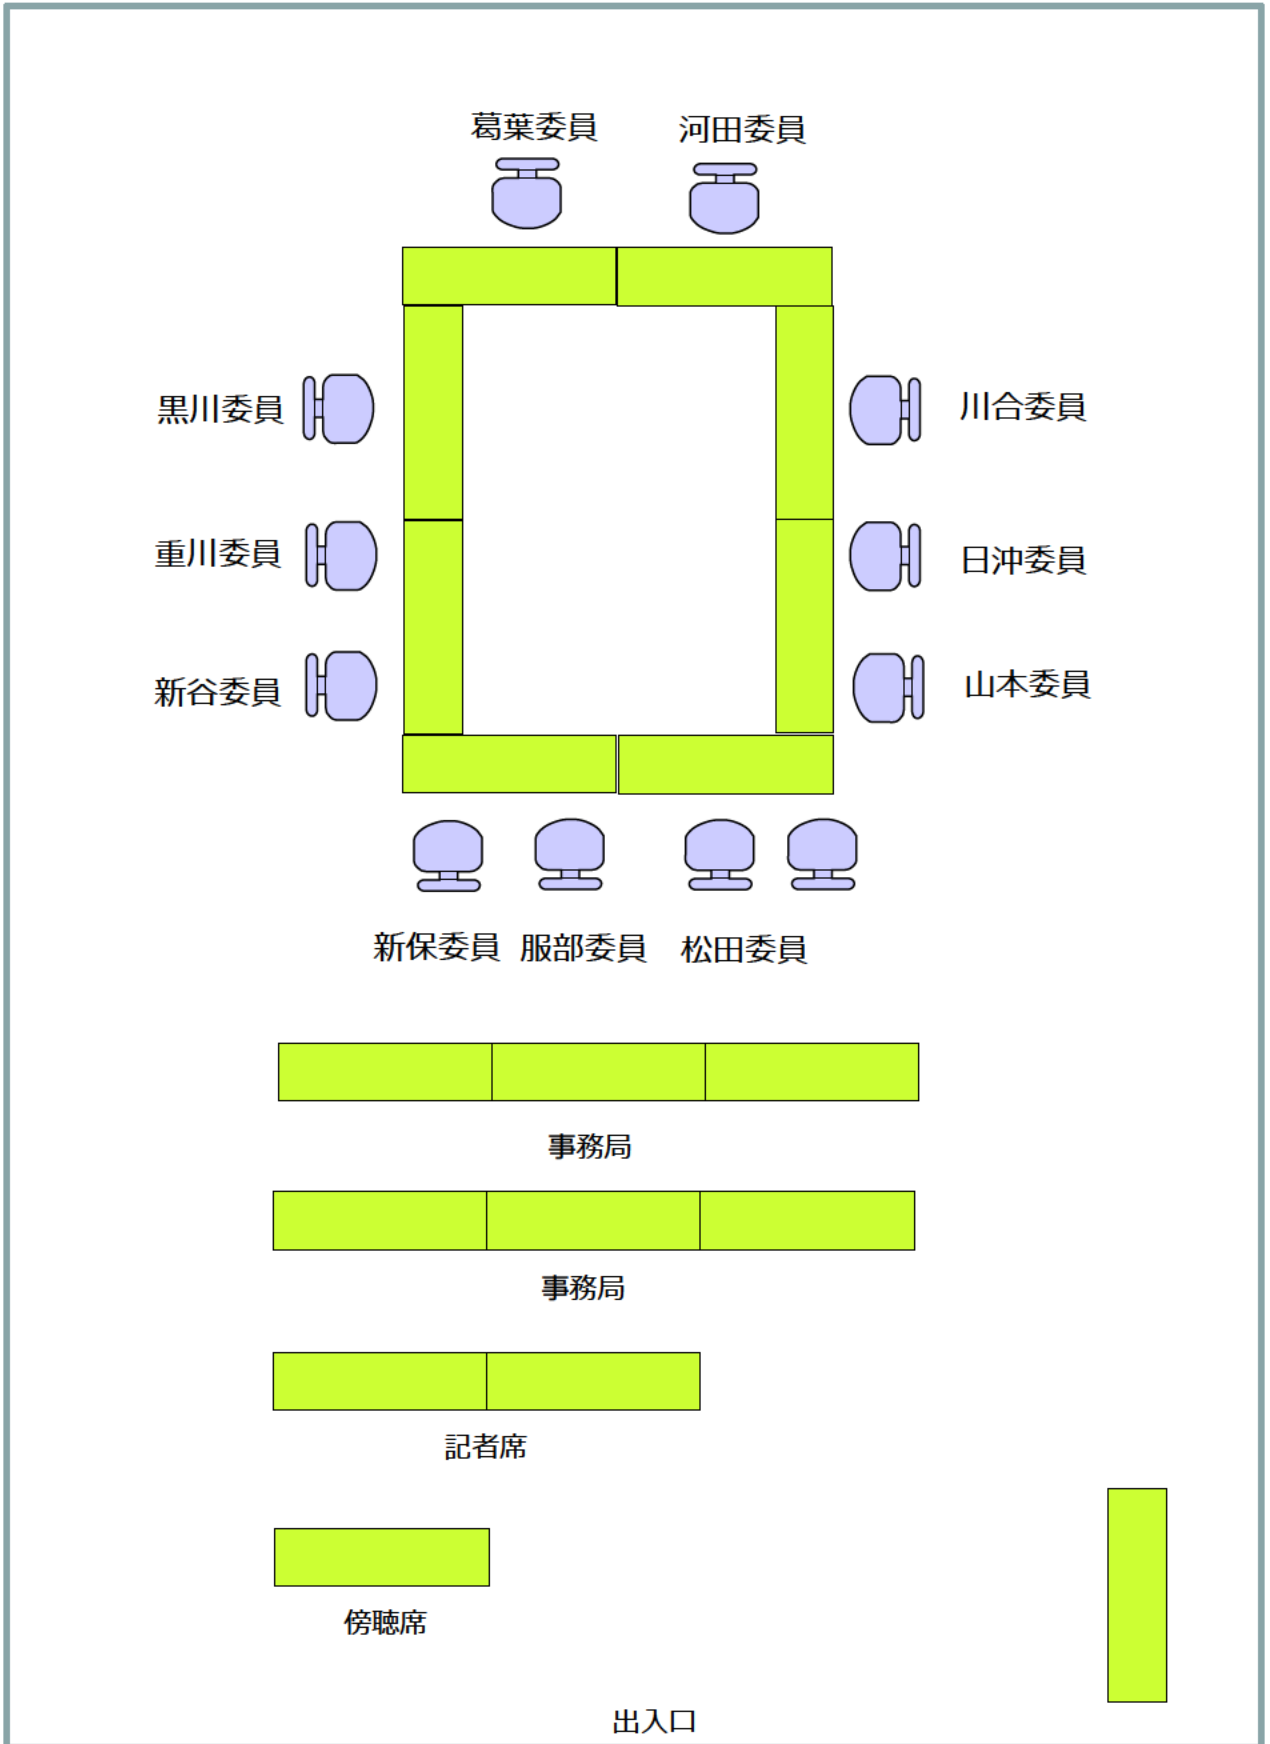 葛葉委員
河田委員
黒川委員
川合委員
重川委員
日沖委員
新谷委員
山本委員
新保委員
服部委員
松田委員
事務局
事務局
記者席
傍聴席
出入口